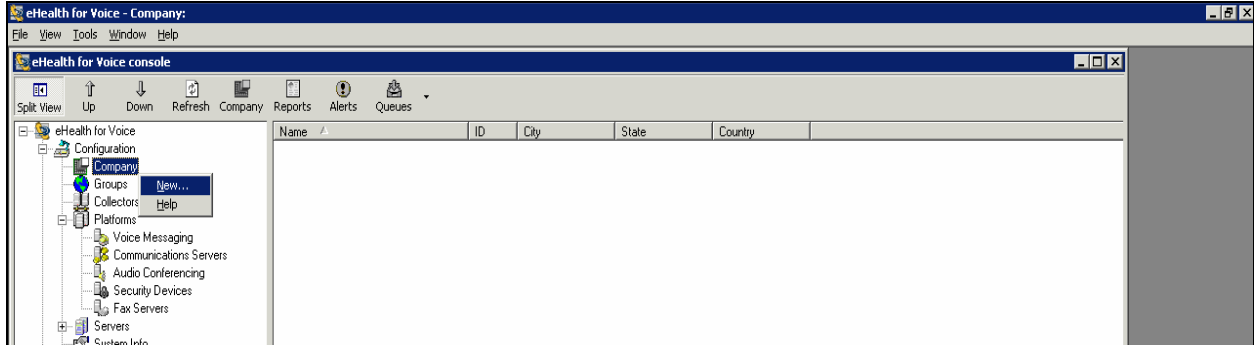 eHealth for Voice - Company:
File View Tools Window Help
eHealth for Voice console
Split View Up Down Refresh Company Reports Alerts Queues
eHealth for Voice
Name ID City State Country
Configuration
Company
Groups
New...
Collectors
Help
Platforms
Voice Messaging
Communications Servers
Audio Conferencing
Security Devices
Fax Servers
Servers
System Info